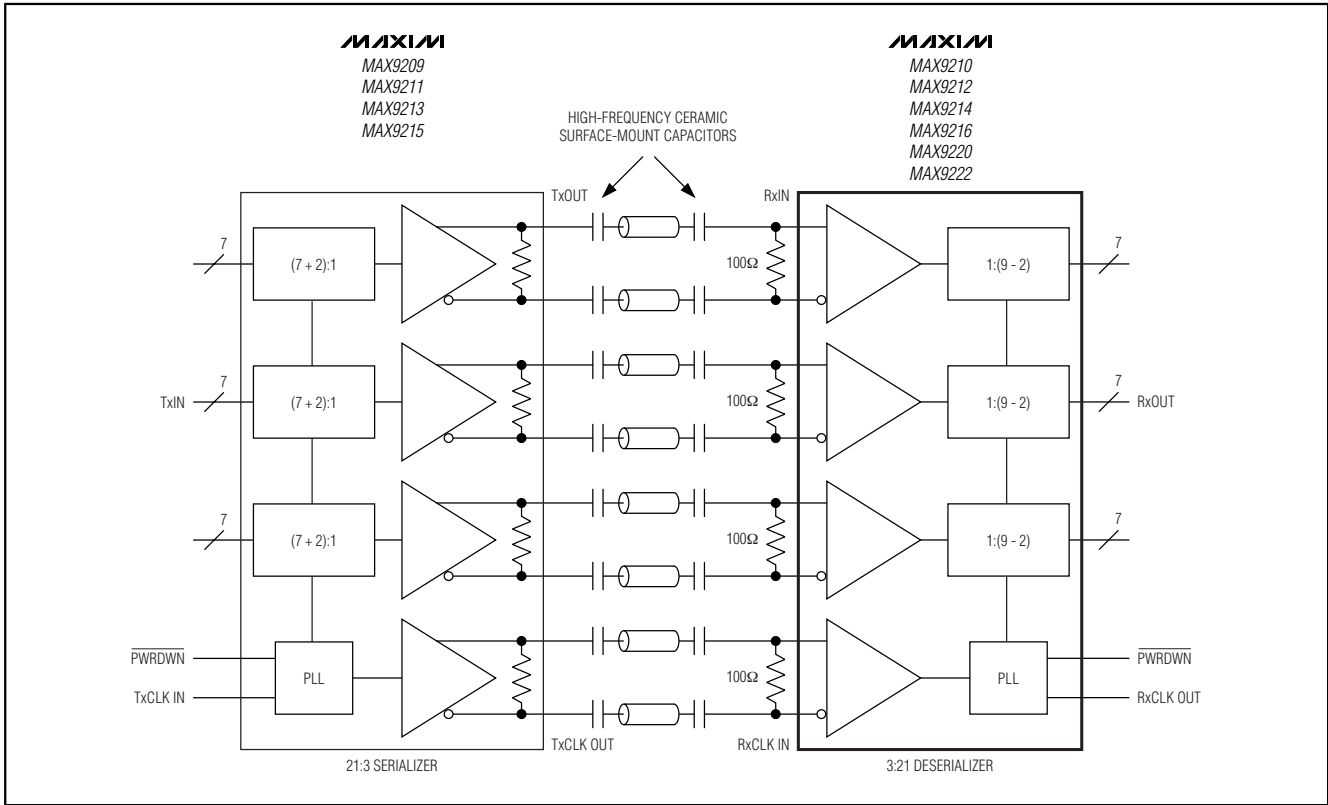 MAXIM
MAX9209
MAX9211
MAX9213
MAX9215
MAXIM
MAX9210
MAX9212
MAX9214
MAX9216
MAX9220
MAX9222
HIGH-FREQUENCY CERAMIC
SURFACE-MOUNT CAPACITORS
TxOUT
RxIN
7
(7 + 2):1
100Ω
1:(9 - 2)
7
TxIN
7
(7 + 2):1
100Ω
1:(9 - 2)
7
RxOUT
7
(7 + 2):1
100Ω
1:(9 - 2)
7
PWRDWN
TxCLK IN
PLL
100Ω
PLL
PWRDWN
RxCLK OUT
TxCLK OUT
RxCLK IN
21:3 SERIALIZER
3:21 DESERIALIZER